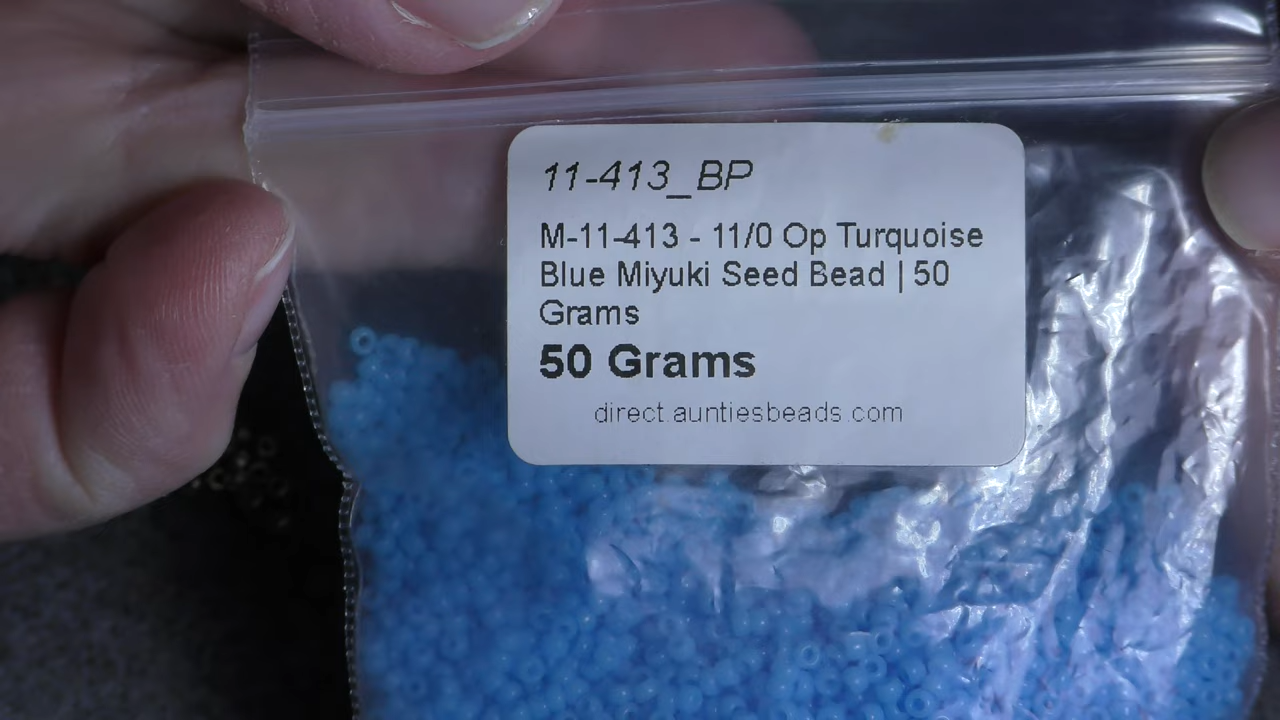 11-413_BP
M-11-413 - 11/0 Op Turquoise
Blue Miyuki Seed Bead | 50
Grams
50 Grams
direct.auntiesbeads.com